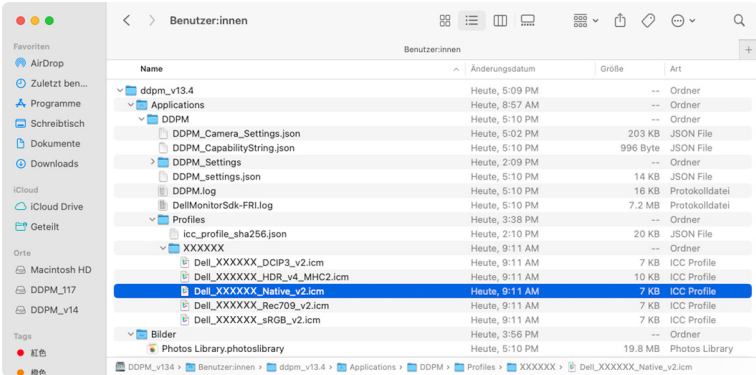 Benutzer:innen
Benutzer:innen
Favoriten
AirDrop
Zuletzt ben...
Programme
Schreibtisch
Dokumente
Downloads
iCloud
iCloud Drive
Geteilt
Orte
Macintosh HD
DDPM_117
DDPM_v14
Tags
紅色
橙色
Name Änderungsdatum Größe Art
ddpm_v13.4 Heute, 5:09 PM -- Ordner
Applications Heute, 8:57 AM -- Ordner
DDPM Heute, 5:10 PM -- Ordner
DDPM_Camera_Settings.json Heute, 5:02 PM 203 KB JSON File
DDPM_CapabilityString.json Heute, 5:10 PM 996 Byte JSON File
DDPM_Settings Heute, 2:09 PM -- Ordner
DDPM_settings.json Heute, 5:10 PM 14 KB JSON File
DDPM.log Heute, 5:10 PM 16 KB Protokolldatei
DellMonitorSdk-FRI.log Heute, 5:10 PM 7.2 MB Protokolldatei
Profiles Heute, 3:38 PM -- Ordner
icc_profile_sha256.json Heute, 2:10 PM 20 KB JSON File
XXXXXX Heute, 9:11 AM -- Ordner
Dell_XXXXXX_DCIP3_v2.icm Heute, 9:11 AM 7 KB ICC Profile
Dell_XXXXXX_HDR_v4_MHC2.icm Heute, 9:11 AM 10 KB ICC Profile
Dell_XXXXXX_Native_v2.icm Heute, 9:11 AM 7 KB ICC Profile
Dell_XXXXXX_Rec709_v2.icm Heute, 9:11 AM 7 KB ICC Profile
Dell_XXXXXX_sRGB_v2.icm Heute, 9:11 AM 7 KB ICC Profile
Bilder Heute, 3:56 PM -- Ordner
Photos Library.photoslibrary Heute, 5:10 PM 19.8 MB Photos Library
DDPM_v134 › Benutzer:innen › ddpm_v13.4 › Applications › DDPM › Profiles › XXXXXX › Dell_XXXXXX_Native_v2.icm